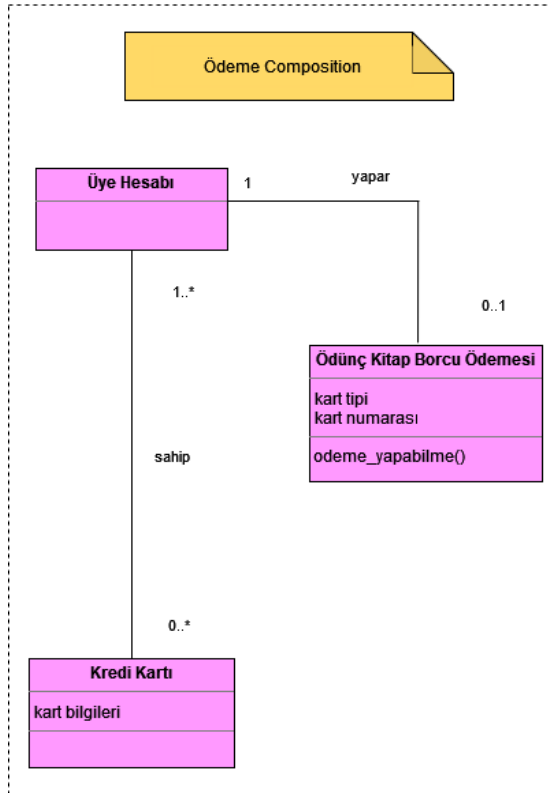 Ödeme Composition
Üye Hesabı
1
yapar
1..*
0..1
Ödünç Kitap Borcu Ödemesi
kart tipi
kart numarası
odeme_yapabilme()
sahip
0..*
Kredi Kartı
kart bilgileri